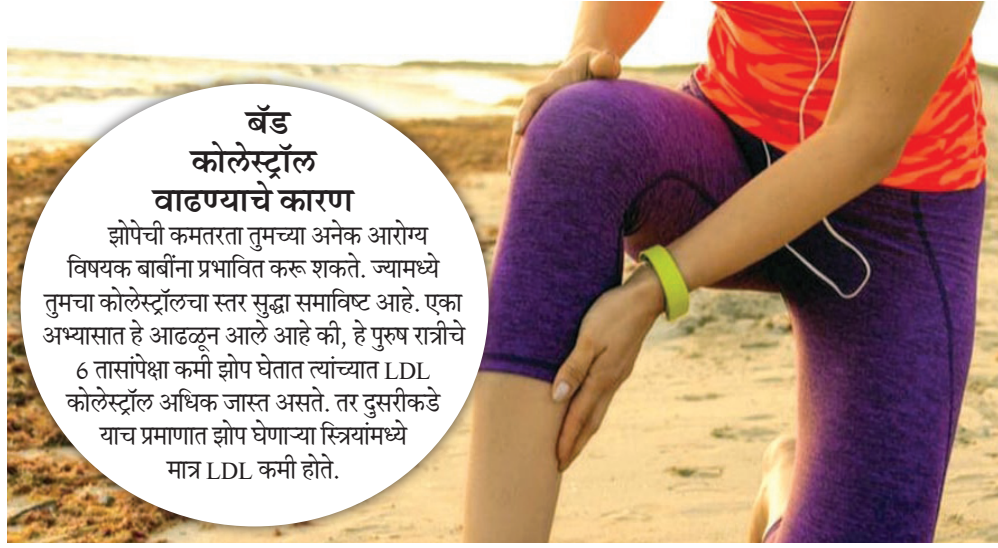 बॅड
कोलेस्ट्रॉल
वाढण्याचे कारण
झोपेची कमतरता तुमच्या अनेक आरोग्य
विषयक बाबींना प्रभावित करू शकते. ज्यामध्ये
तुमचा कोलेस्ट्रॉलचा स्तर सुद्धा समाविष्ट आहे. एका
अभ्यासात हे आढळून आले आहे की, हे पुरुष रात्रीचे
6 तासांपेक्षा कमी झोप घेतात त्यांच्यात LDL
कोलेस्ट्रॉल अधिक जास्त असते. तर दुसरीकडे
याच प्रमाणात झोप घेणाऱ्या स्त्रियांमध्ये
मात्र LDL कमी होते.